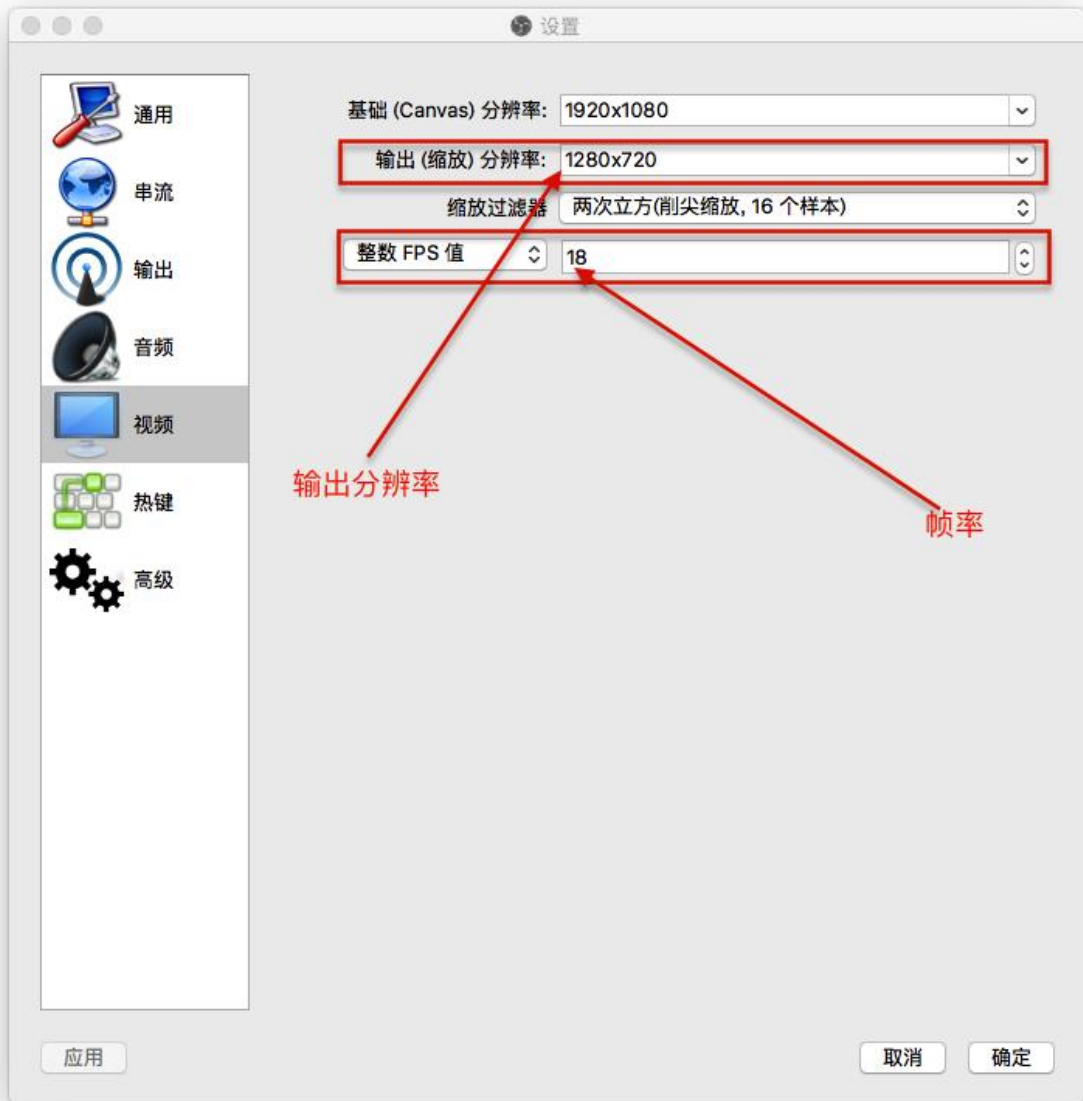 设置
通用
串流
输出
音频
视频
热键
高级
基础 (Canvas) 分辨率: 1920x1080
输出 (缩放) 分辨率: 1280x720
缩放过滤器 两次立方(削尖缩放, 16 个样本)
整数 FPS 值 18
输出分辨率
帧率
应用
取消
确定